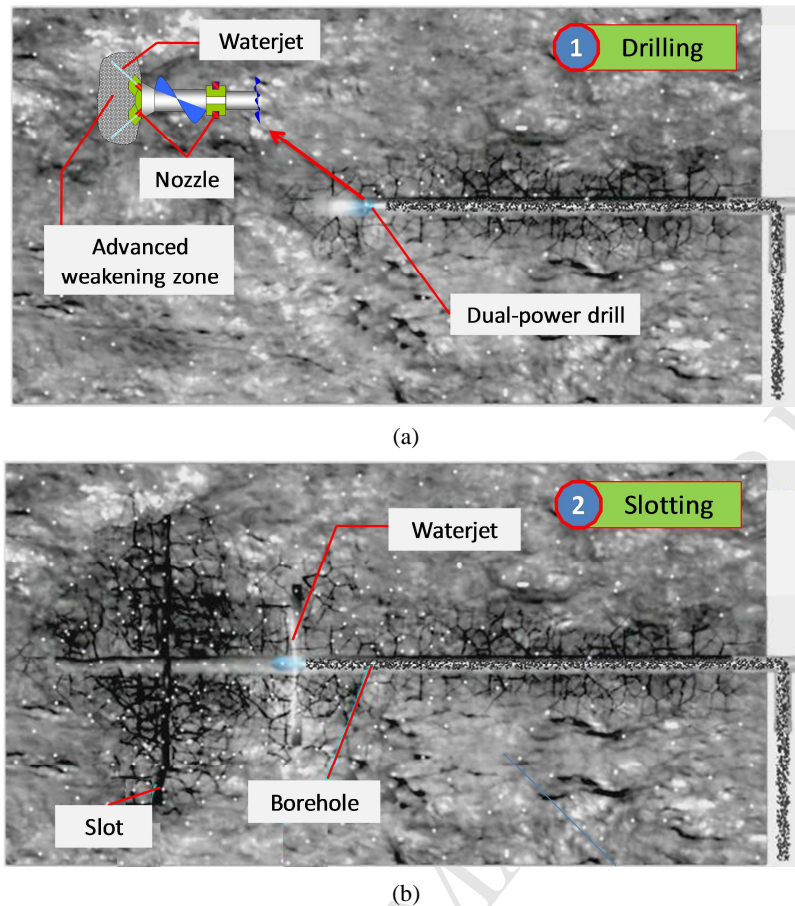 Waterjet
1 Drilling
Nozzle
Advanced
weakening zone
Dual-power drill
(a)
2 Slotting
Waterjet
Borehole
Slot
(b)